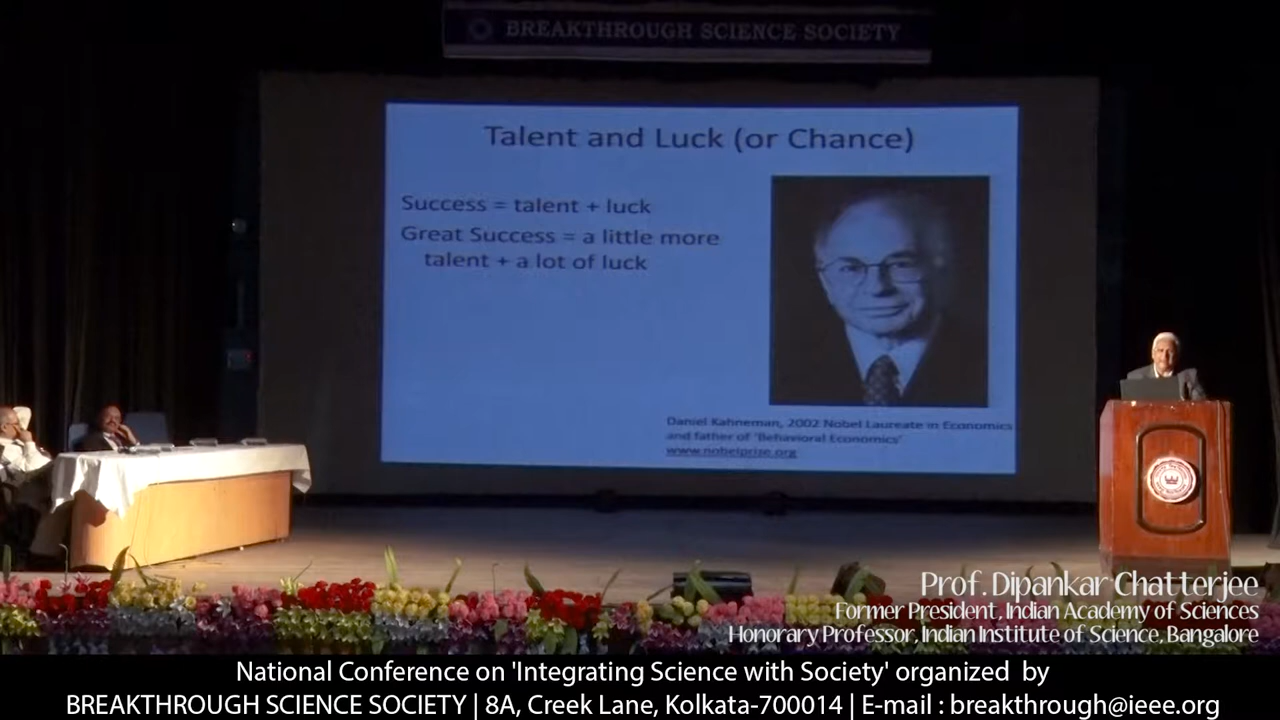 BREAKTHROUGH SCIENCE SOCIETY
Talent and Luck (or Chance)
Success = talent + luck
Great Success = a little more
talent + a lot of luck
Daniel Kahneman, 2002 Nobel Laureate in Economics
and father of 'Behavioral Economics'
www.nobelprize.org
Prof. Dipankar Chatterjee
Former President, Indian Academy of Sciences
Honorary Professor, Indian Institute of Science, Bangalore
National Conference on 'Integrating Science with Society' organized by
BREAKTHROUGH SCIENCE SOCIETY | 8A, Creek Lane, Kolkata-700014 | E-mail : breakthrough@ieee.org